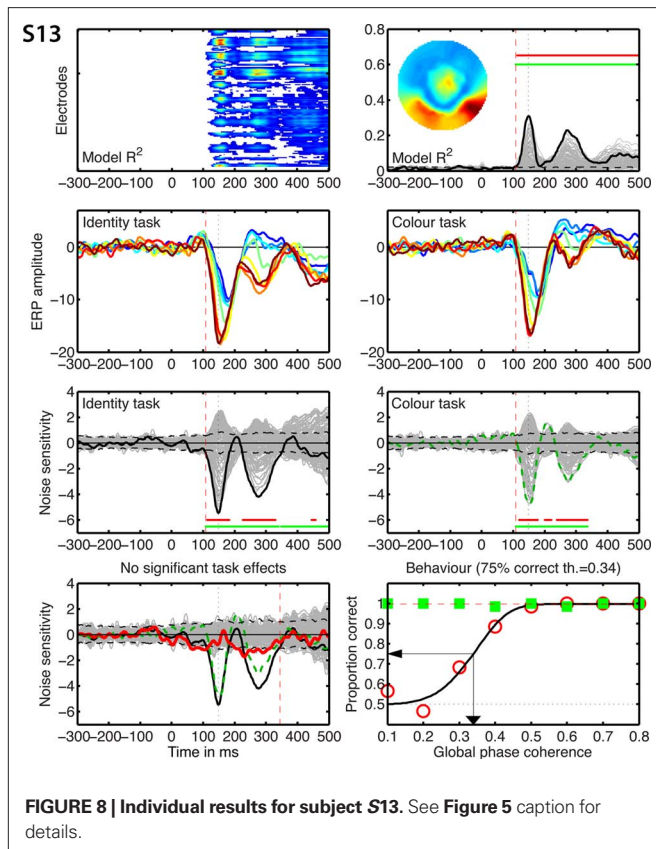 S13
Electrodes
Model R²
-300-200-100 0 100 200 300 400 500
0.8
0.6
0.4
0.2
0
Model R²
-300-200-100 0 100 200 300 400 500
Identity task
ERP amplitude
0
-10
-20
-300-200-100 0 100 200 300 400 500
Colour task
0
-10
-20
-300-200-100 0 100 200 300 400 500
Identity task
Noise sensitivity
4
2
0
-2
-4
-6
-300-200-100 0 100 200 300 400 500
Colour task
4
2
0
-2
-4
-6
-300-200-100 0 100 200 300 400 500
No significant task effects
Noise sensitivity
4
2
0
-2
-4
-6
-300-200-100 0 100 200 300 400 500
Time in ms
Behaviour (75% correct th.=0.34)
Proportion correct
1
0.9
0.8
0.7
0.6
0.5
0.1 0.2 0.3 0.4 0.5 0.6 0.7 0.8
Global phase coherence
FIGURE 8 | Individual results for subject S13. See Figure 5 caption for
details.